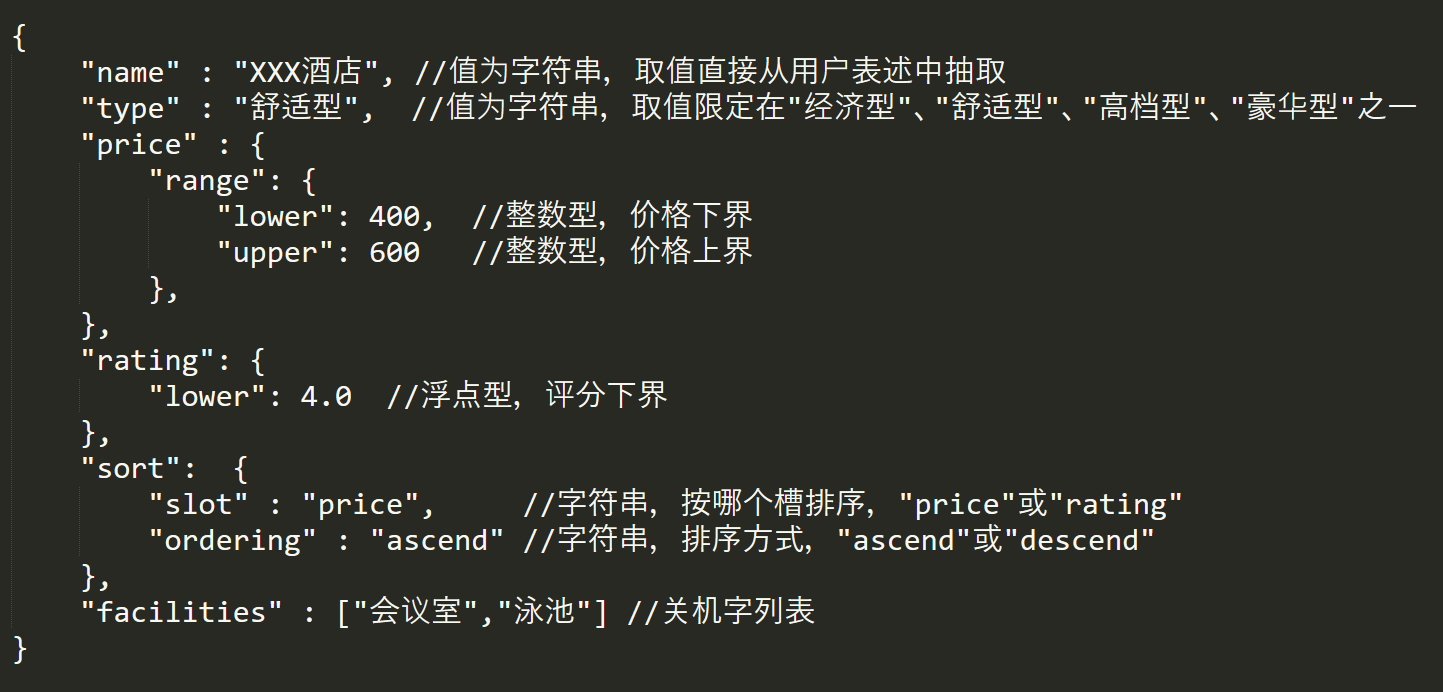 {
    "name" : "XXX酒店", //值为字符串, 取值直接从用户表述中抽取
    "type" : "舒适型",  //值为字符串, 取值限定在"经济型"、"舒适型"、"高档型"、"豪华型"之一
    "price" : {
        "range": {
            "lower": 400,  //整数型, 价格下界
            "upper": 600   //整数型, 价格上界
        },
    },
    "rating": {
        "lower": 4.0  //浮点型, 评分下界
    },
    "sort":  {
        "slot" : "price",     //字符串, 按哪个槽排序, "price"或"rating"
        "ordering" : "ascend" //字符串, 排序方式, "ascend"或"descend"
    },
    "facilities" : ["会议室","泳池"] //关机字列表
}